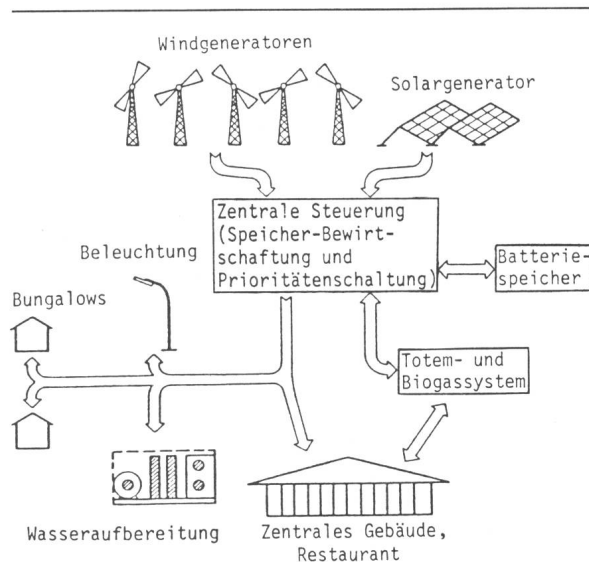 Windgeneratoren
Solargenerator
Zentrale Steuerung
(Speicher-Bewirt-
schaftung und
Prioritätenschaltung)
Batterie-
speicher
Beleuchtung
Bungalows
Totem- und
Biogassystem
Wasseraufbereitung
Zentrales Gebäude,
Restaurant